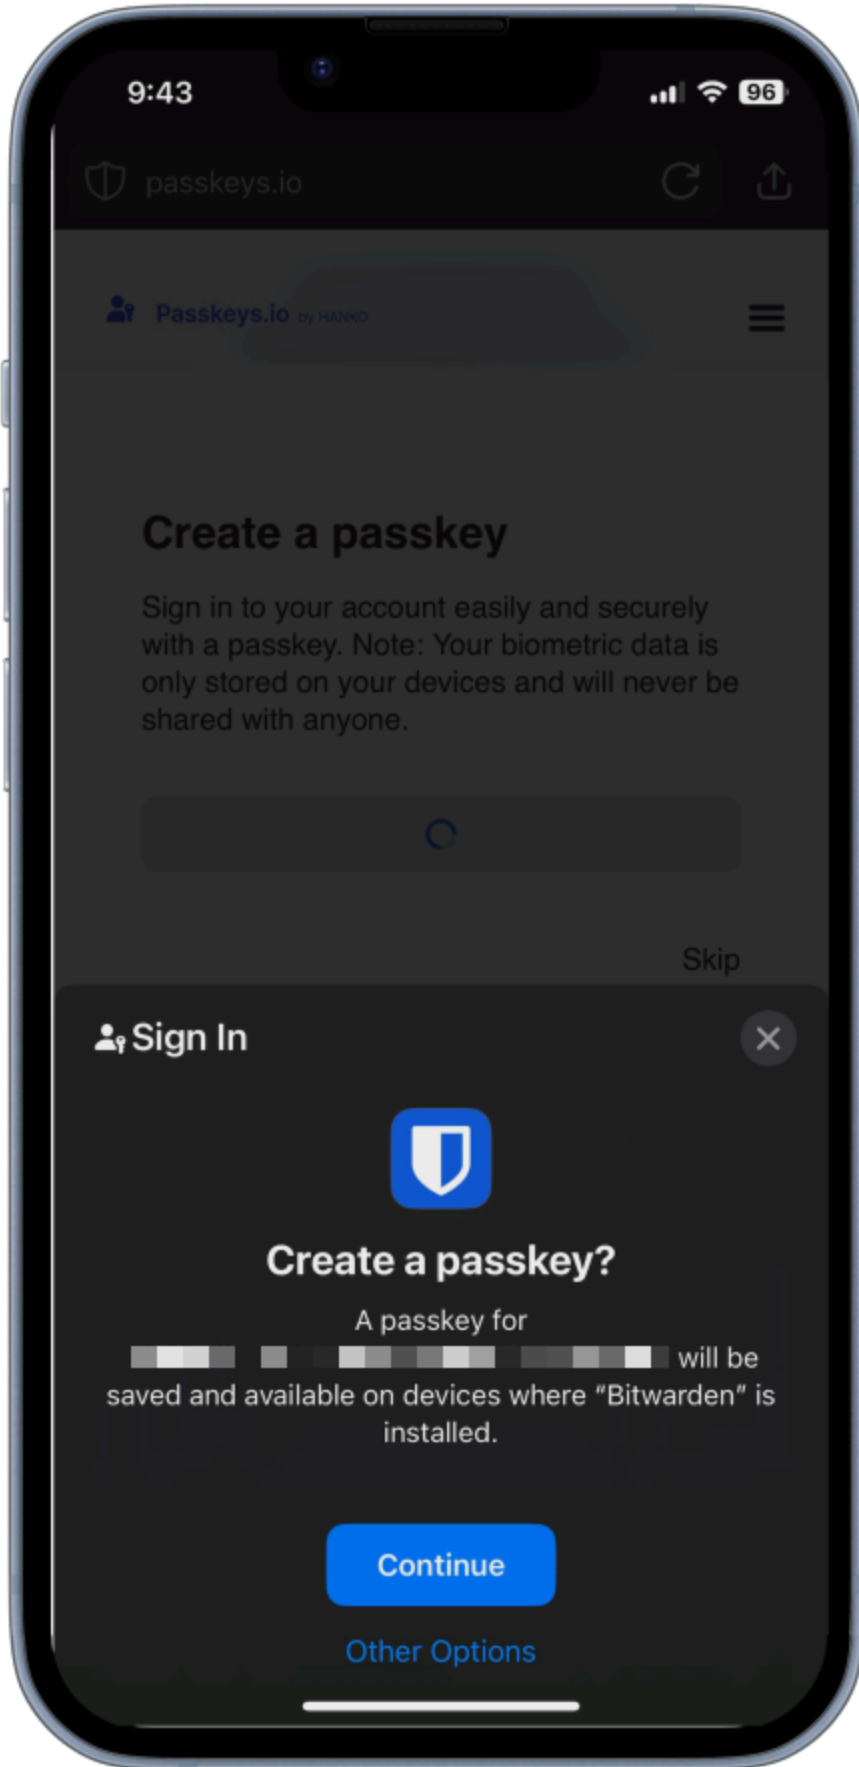 9:43
96
passkeys.io
Passkeys.io by HANKO
Create a passkey
Sign in to your account easily and securely
with a passkey. Note: Your biometric data is
only stored on your devices and will never be
shared with anyone.
Skip
Sign In
Create a passkey?
A passkey for
will be
saved and available on devices where “Bitwarden” is
installed.
Continue
Other Options